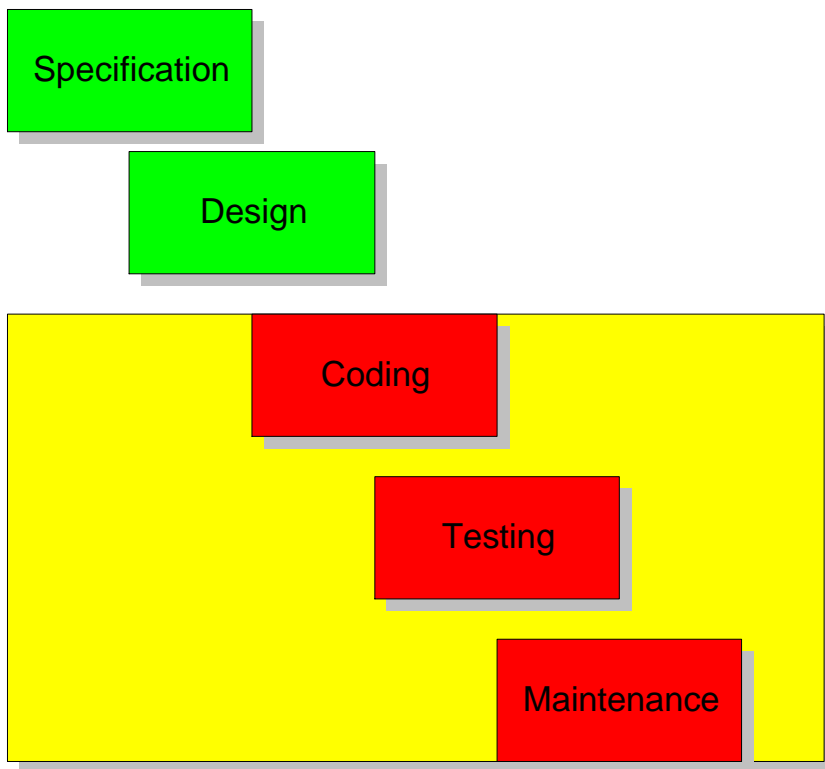 Specification
Design
Coding
Testing
Maintenance